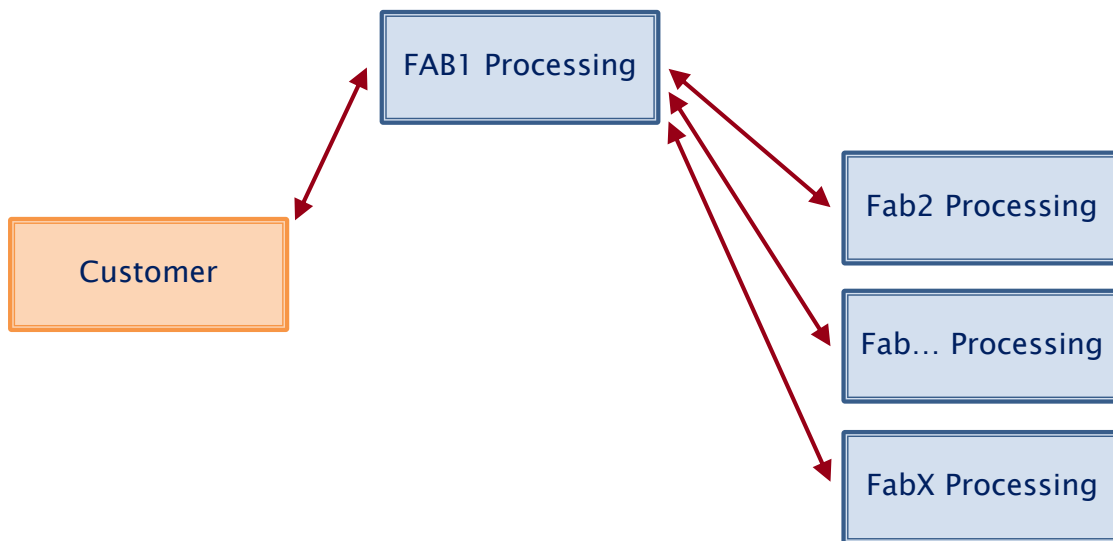 FAB1 Processing
Fab2 Processing
Customer
Fab... Processing
FabX Processing